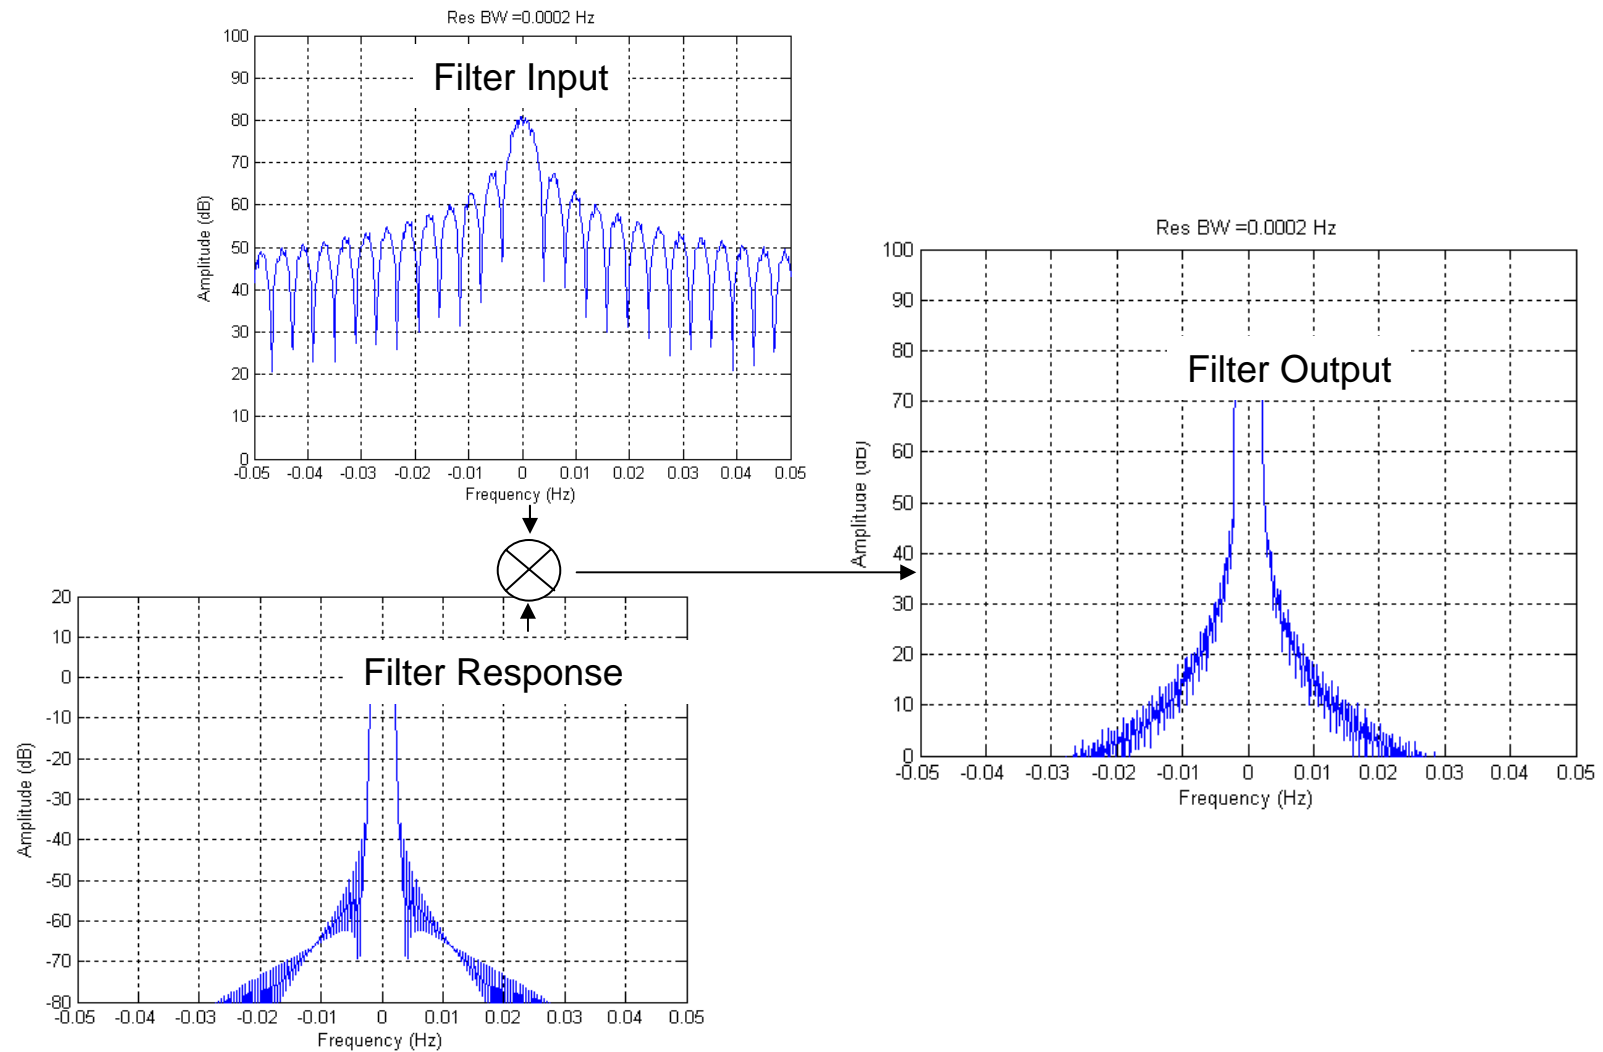 Res BW =0.0002 Hz
Filter Input
100
90
80
70
60
50
40
30
20
10
0
Amplitude (dB)
-0.05 -0.04 -0.03 -0.02 -0.01 0 0.01 0.02 0.03 0.04 0.05
Frequency (Hz)
Res BW =0.0002 Hz
Filter Output
100
90
80
70
60
50
40
30
20
10
0
Amplitude (dB)
-0.05 -0.04 -0.03 -0.02 -0.01 0 0.01 0.02 0.03 0.04 0.05
Frequency (Hz)
Filter Response
20
10
0
-10
-20
-30
-40
-50
-60
-70
-80
Amplitude (dB)
-0.05 -0.04 -0.03 -0.02 -0.01 0 0.01 0.02 0.03 0.04 0.05
Frequency (Hz)